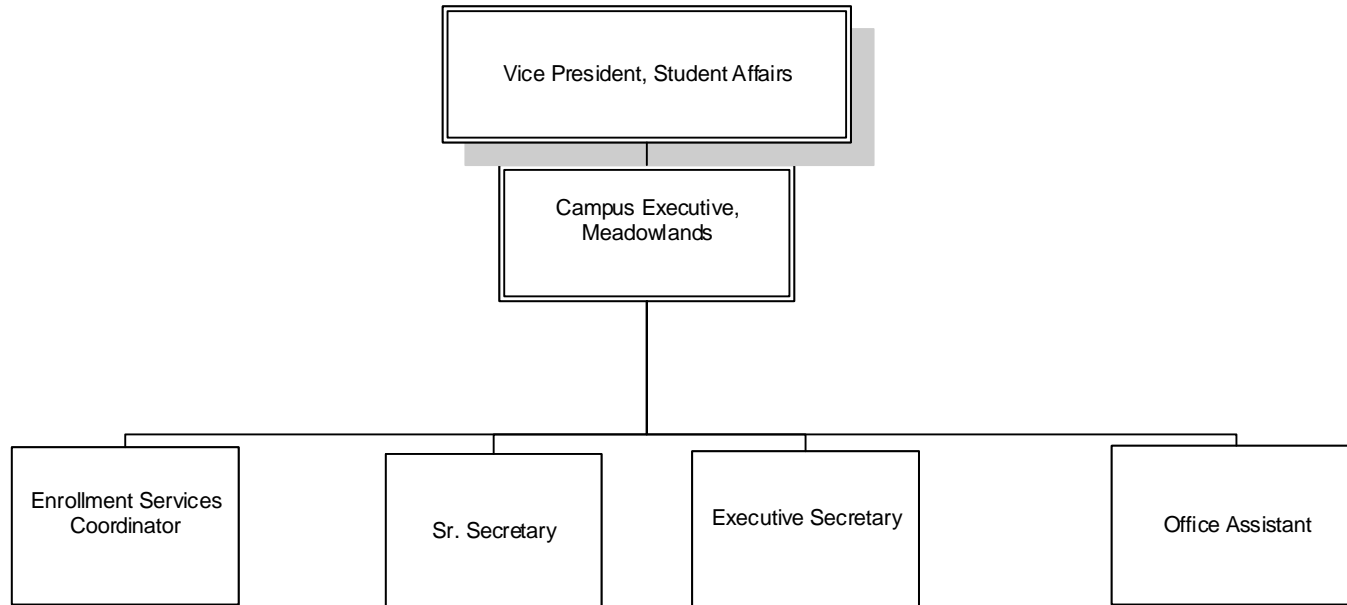 Vice President, Student Affairs
Campus Executive,
Meadowlands
Enrollment Services
Coordinator
Sr. Secretary
Executive Secretary
Office Assistant